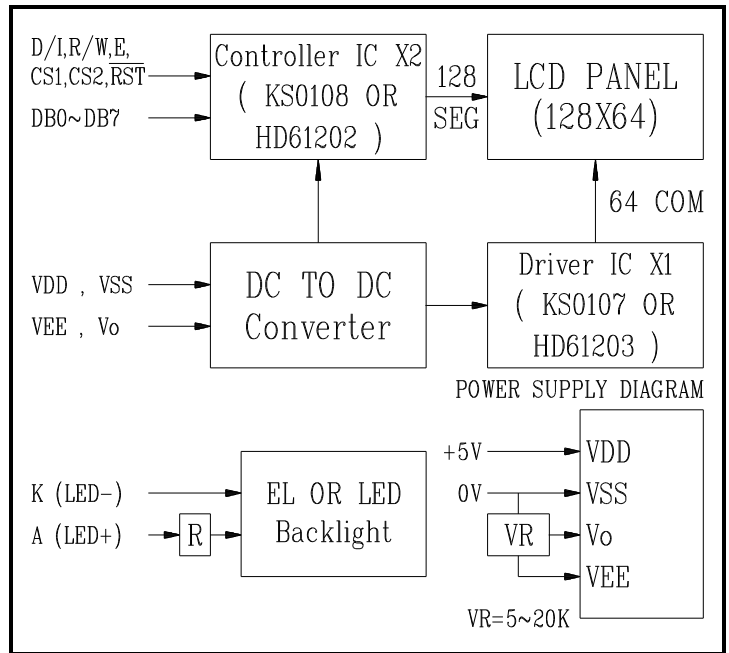 D/I,R/W,E,
CS1,CS2,R̅S̅T̅
DB0~DB7
Controller IC X2
( KS0108 OR
HD61202 )
128
SEG
LCD PANEL
(128X64)
64 COM
VDD , VSS
VEE , Vo
DC TO DC
Converter
Driver IC X1
( KS0107 OR
HD61203 )
POWER SUPPLY DIAGRAM
K (LED-)
A (LED+)
R
EL OR LED
Backlight
+5V
0V
VR
VDD
VSS
Vo
VEE
VR=5~20K